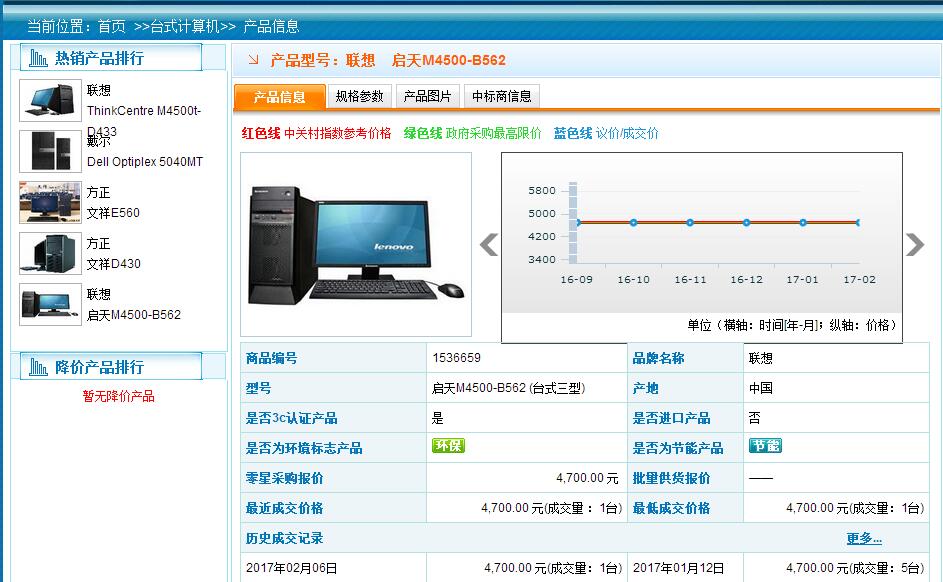 当前位置：首页 >>台式计算机>> 产品信息
热销产品排行
联想
ThinkCentre M4500t-
D433
戴尔
Dell Optiplex 5040MT
方正
文祥E560
方正
文祥D430
联想
启天M4500-B562
降价产品排行
暂无降价产品
产品型号：联想 启天M4500-B562
产品信息 规格参数 产品图片 中标商信息
红色线 中关村指数参考价格 绿色线 政府采购最高限价 蓝色线 议价/成交价
lenovo
5800
5000
4200
3400
16-09 16-10 16-11 16-12 17-01 17-02
单位（横轴：时间[年-月]；纵轴：价格）
商品编号 1536659 品牌名称 联想
型号 启天M4500-B562 (台式三型) 产地 中国
是否3c认证产品 是 是否进口产品 否
是否为环境标志产品 环保 是否为节能产品 节能
零星采购报价 4,700.00 元 批量供货报价 ——
最近成交价格 4,700.00 元(成交量：1台) 最低成交价格 4,700.00 元(成交量：1台)
历史成交记录 更多...
2017年02月06日 4,700.00 元(成交量：1台) 2017年01月12日 4,700.00 元(成交量：5台)